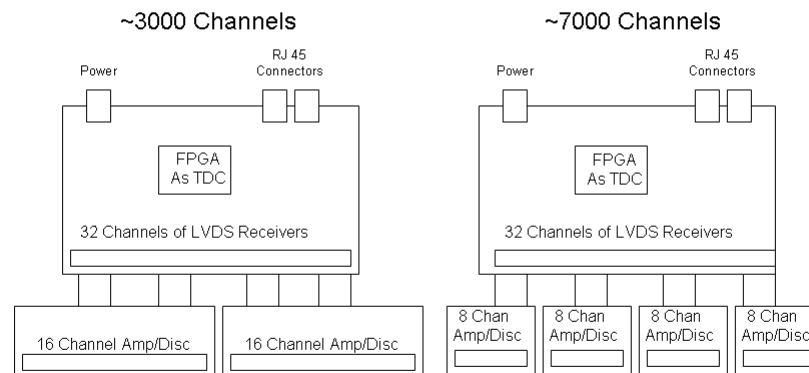 ~3000 Channels
~7000 Channels
Power
RJ 45
Connectors
FPGA
As TDC
32 Channels of LVDS Receivers
16 Channel Amp/Disc
16 Channel Amp/Disc
Power
RJ 45
Connectors
FPGA
As TDC
32 Channels of LVDS Receivers
8 Chan
Amp/Disc
8 Chan
Amp/Disc
8 Chan
Amp/Disc
8 Chan
Amp/Disc